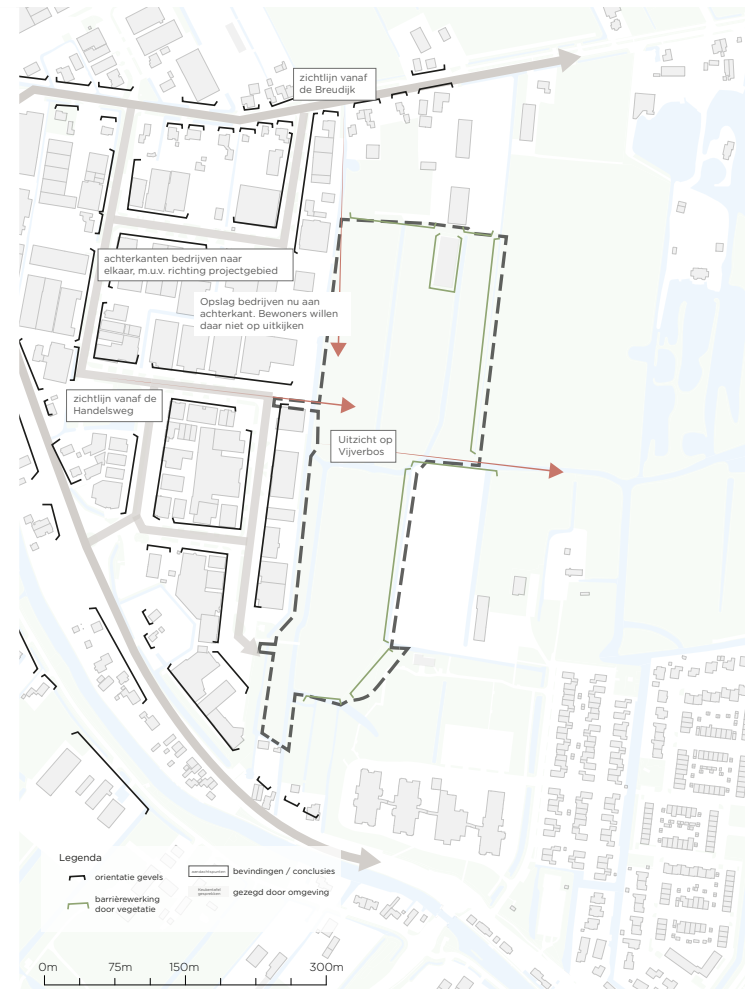 zichtlijn vanaf
de Breudijk
achterkanten bedrijven naar
elkaar, m.u.v. richting projectgebied
Opslag bedrijven nu aan
achterkant. Bewoners willen
daar niet op uitkijken
zichtlijn vanaf de
Handelsweg
Uitzicht op
Vijverbos
Legenda
orientatie gevels
barrièrewerking
door vegetatie
bevindingen / conclusies
gezegd door omgeving
0m 75m 150m 300m